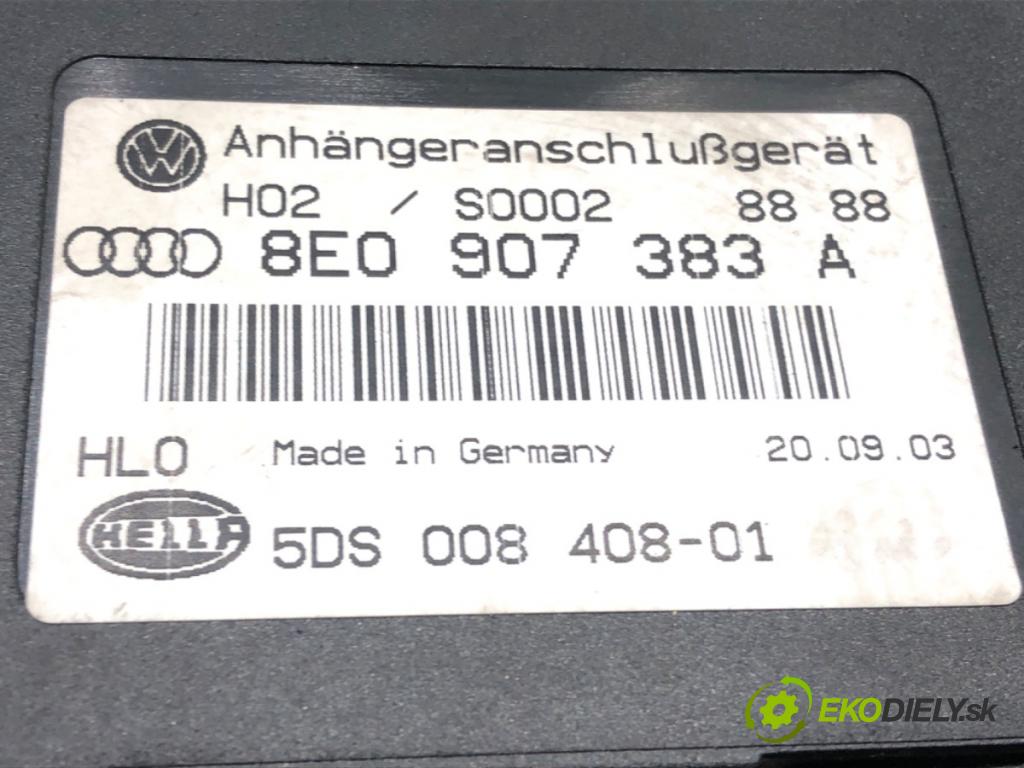 Anhängeranschlußgerät
H02 / S0002 88 88
8E0 907 383 A
HLO Made in Germany 20.09.03
HELLA 5DS 008 408-01
EKODIELY.sk